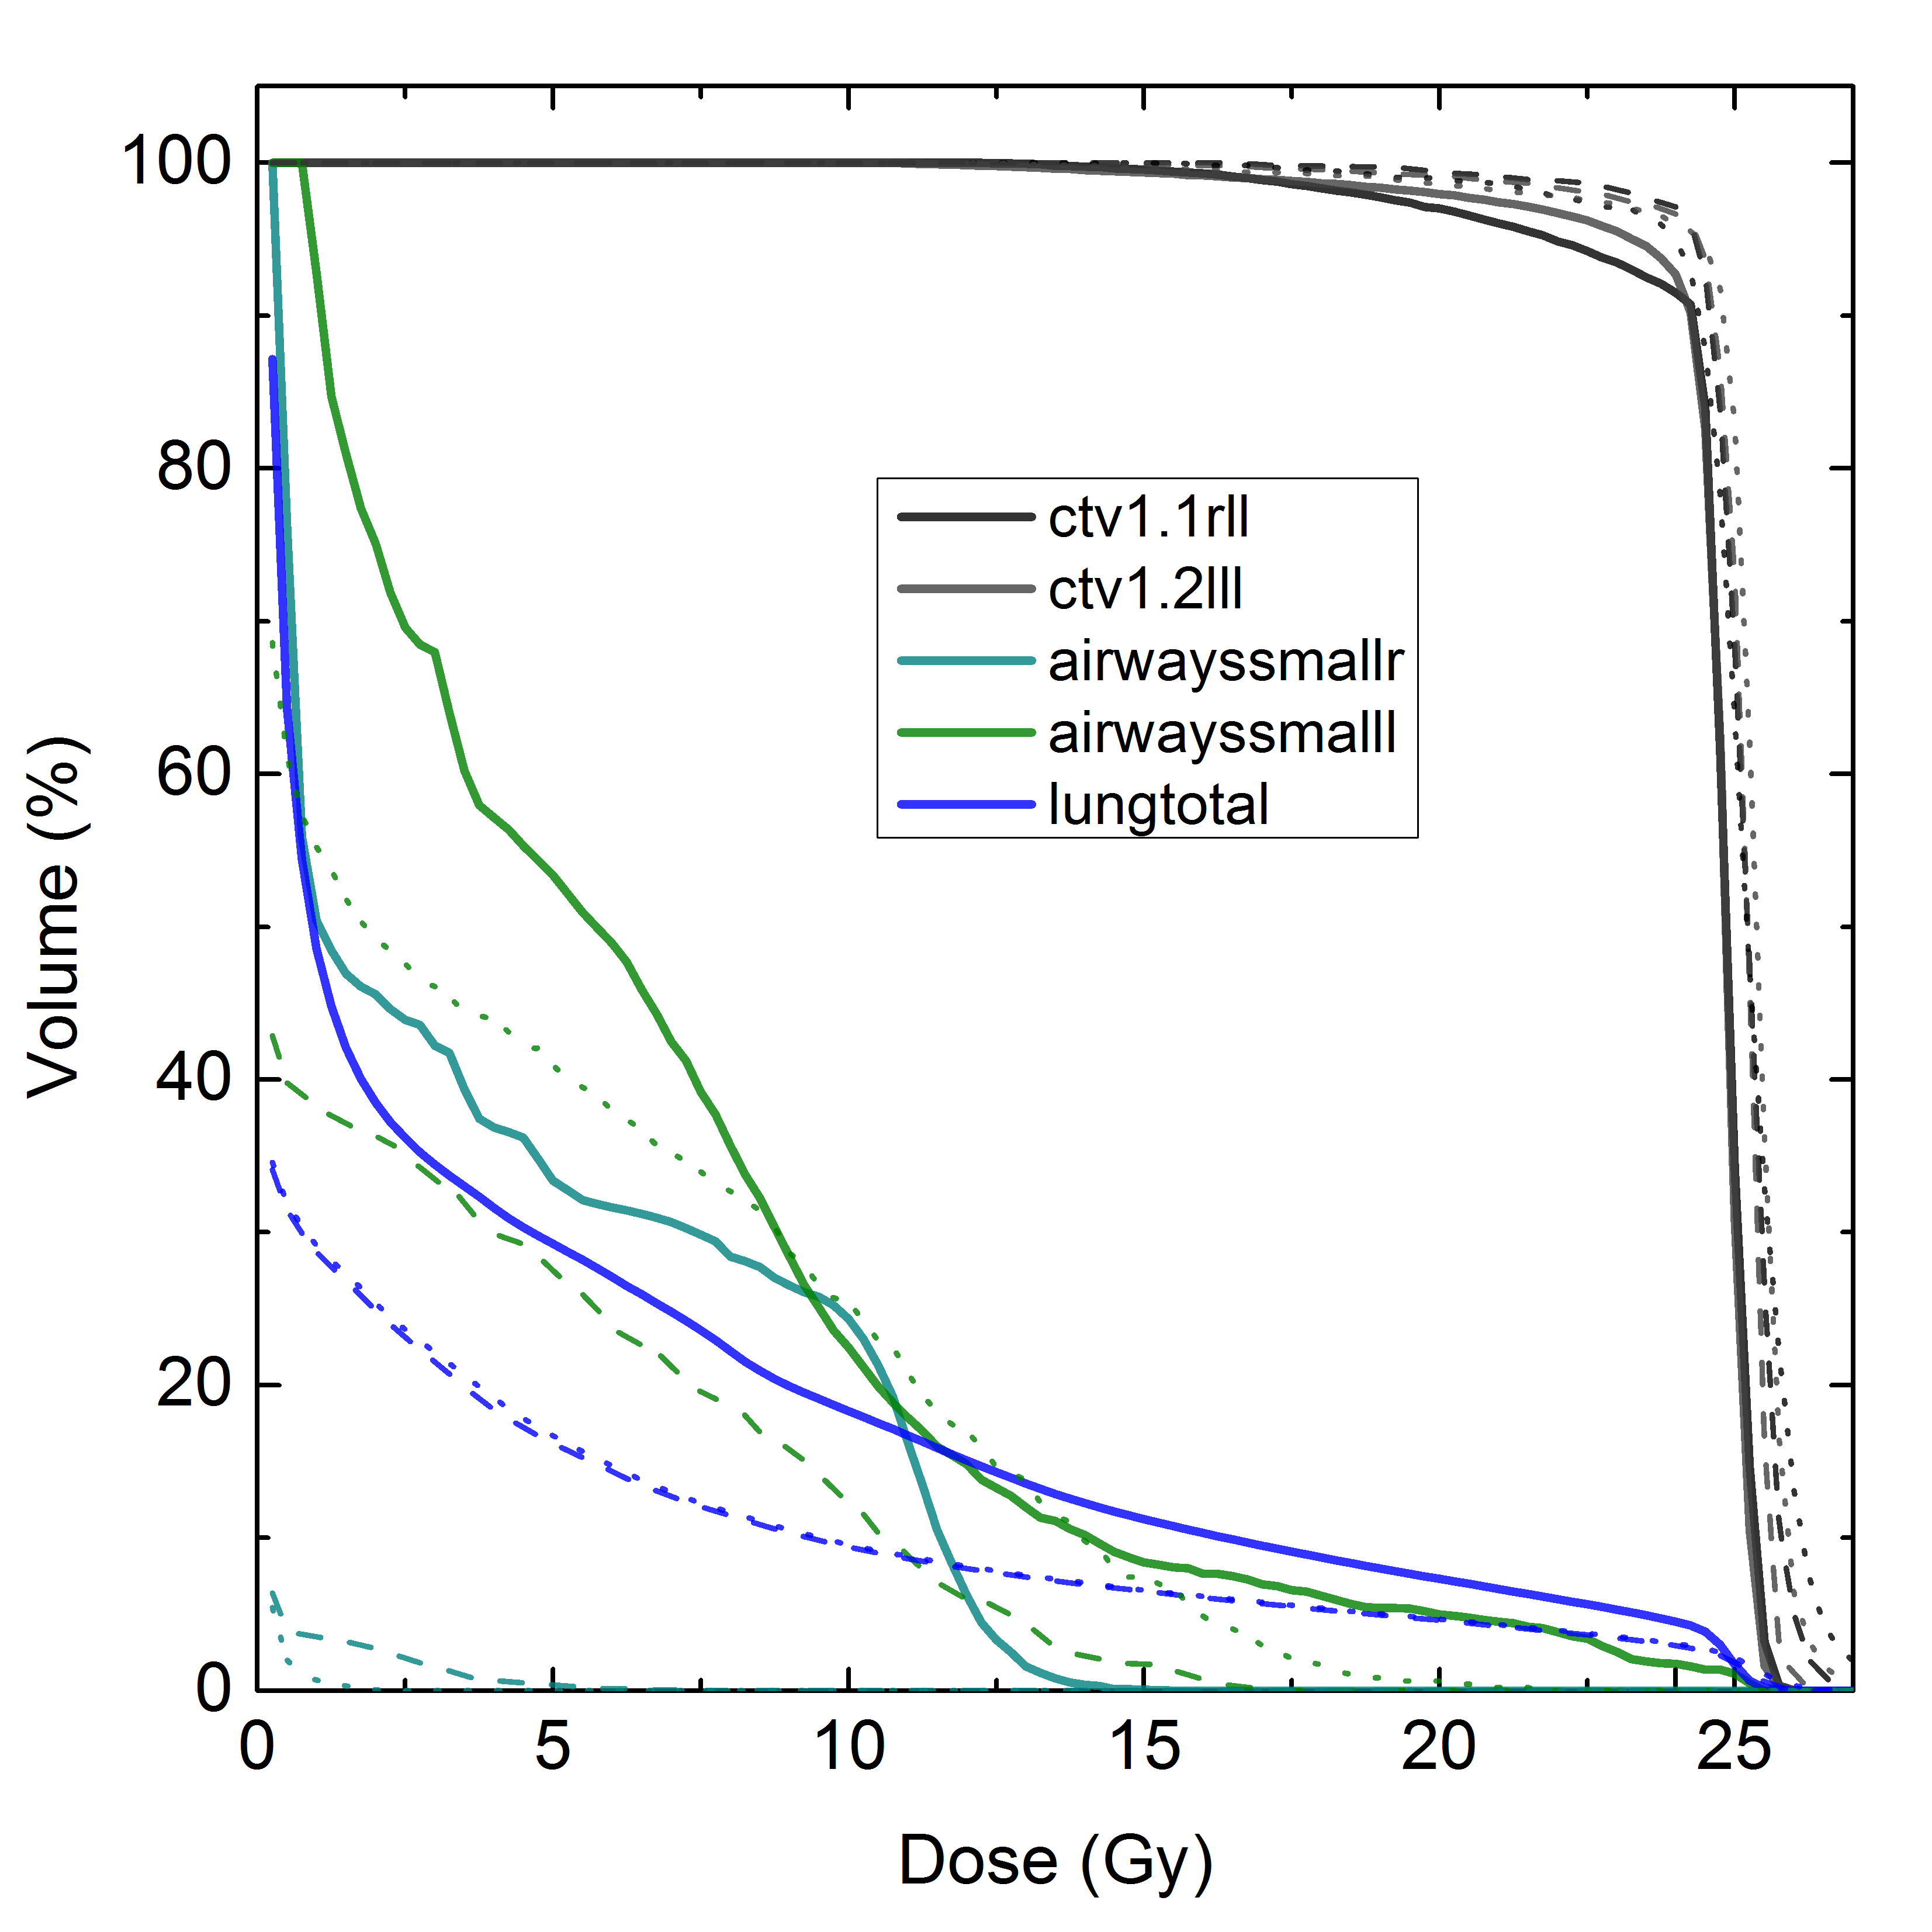 100
80
60
40
20
0
Volume (%)
ctv1.1rll
ctv1.2lll
airwayssmallr
airwayssmalll
lungtotal
0 5 10 15 20 25
Dose (Gy)